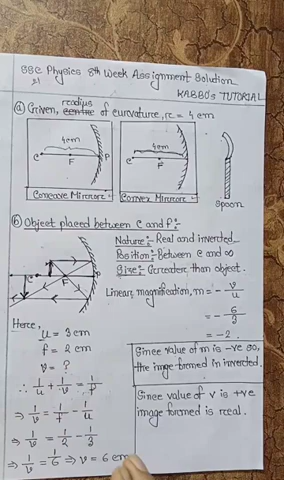 SSC Physics 8th Week Assignment Solution
KABBO'S TUTORIAL
radius
ⓐ Given, centre of curvature, r = 4 cm
4cm
C F P
Concave Mirror:
4cm
C F
Convex Mirror:
Spoon
ⓑ Object placed between C and F:-
Nature:- Real and inverted
Position:- Between C and ∞
Size:- Greater than object.
Linear magnification, m = - v/u
= - 6/3
= -2
Here,
u = 3 cm
f = 2 cm
v = ?
∴ 1/u + 1/v = 1/f
⇒ 1/v = 1/f - 1/u
⇒ 1/v = 1/2 - 1/3
⇒ 1/v = 1/6 ⇒ v = 6 cm
Since value of m is -ve so,
the image formed in inverted.
Since value of v is +ve
image formed is real.